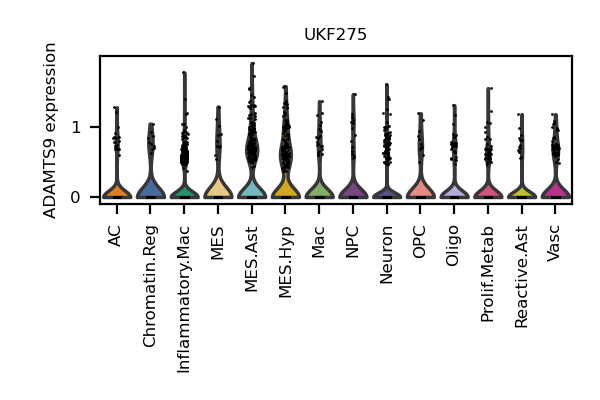 UKF275
ADAMTS9 expression
1
0
AC
Chromatin.Reg
Inflammatory.Mac
MES
MES.Ast
MES.Hyp
Mac
NPC
Neuron
OPC
Oligo
Prolif.Metab
Reactive.Ast
Vasc